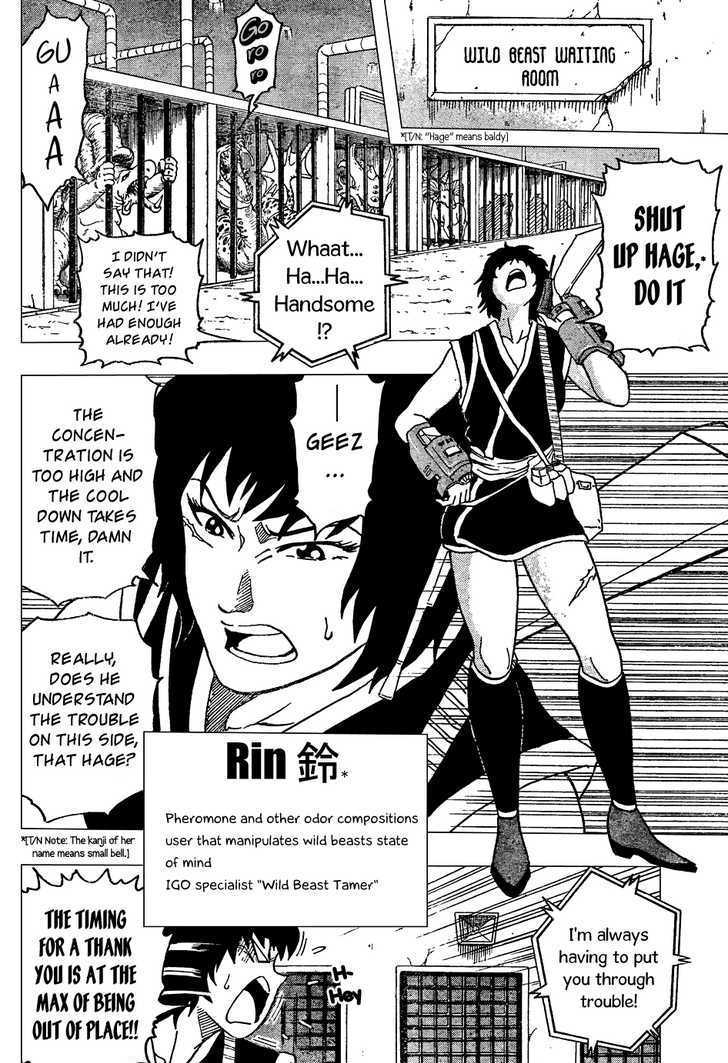 WILD BEAST WAITING
ROOM
*[T/N: "Hage" means baldy]
Go
ro
ro
GU
A
A
A
SHUT
UP HAGE,*
DO IT
Whaat...
Ha...Ha...
Handsome
!?
I DIDN'T
SAY THAT!
THIS IS TOO
MUCH! I'VE
HAD ENOUGH
ALREADY!
GEEZ
...
THE
CONCEN-
TRATION IS
TOO HIGH AND
THE COOL
DOWN TAKES
TIME, DAMN
IT.
REALLY,
DOES HE
UNDERSTAND
THE TROUBLE
ON THIS SIDE,
THAT HAGE?
Rin 鈴*
Pheromone and other odor compositions
user that manipulates wild beasts state
of mind
IGO specialist "Wild Beast Tamer"
*[T/N Note: The kanji of her
name means small bell.]
I'm always
having to put
you through
trouble!
H-
Hey
THE TIMING
FOR A THANK
YOU IS AT THE
MAX OF BEING
OUT OF PLACE!!